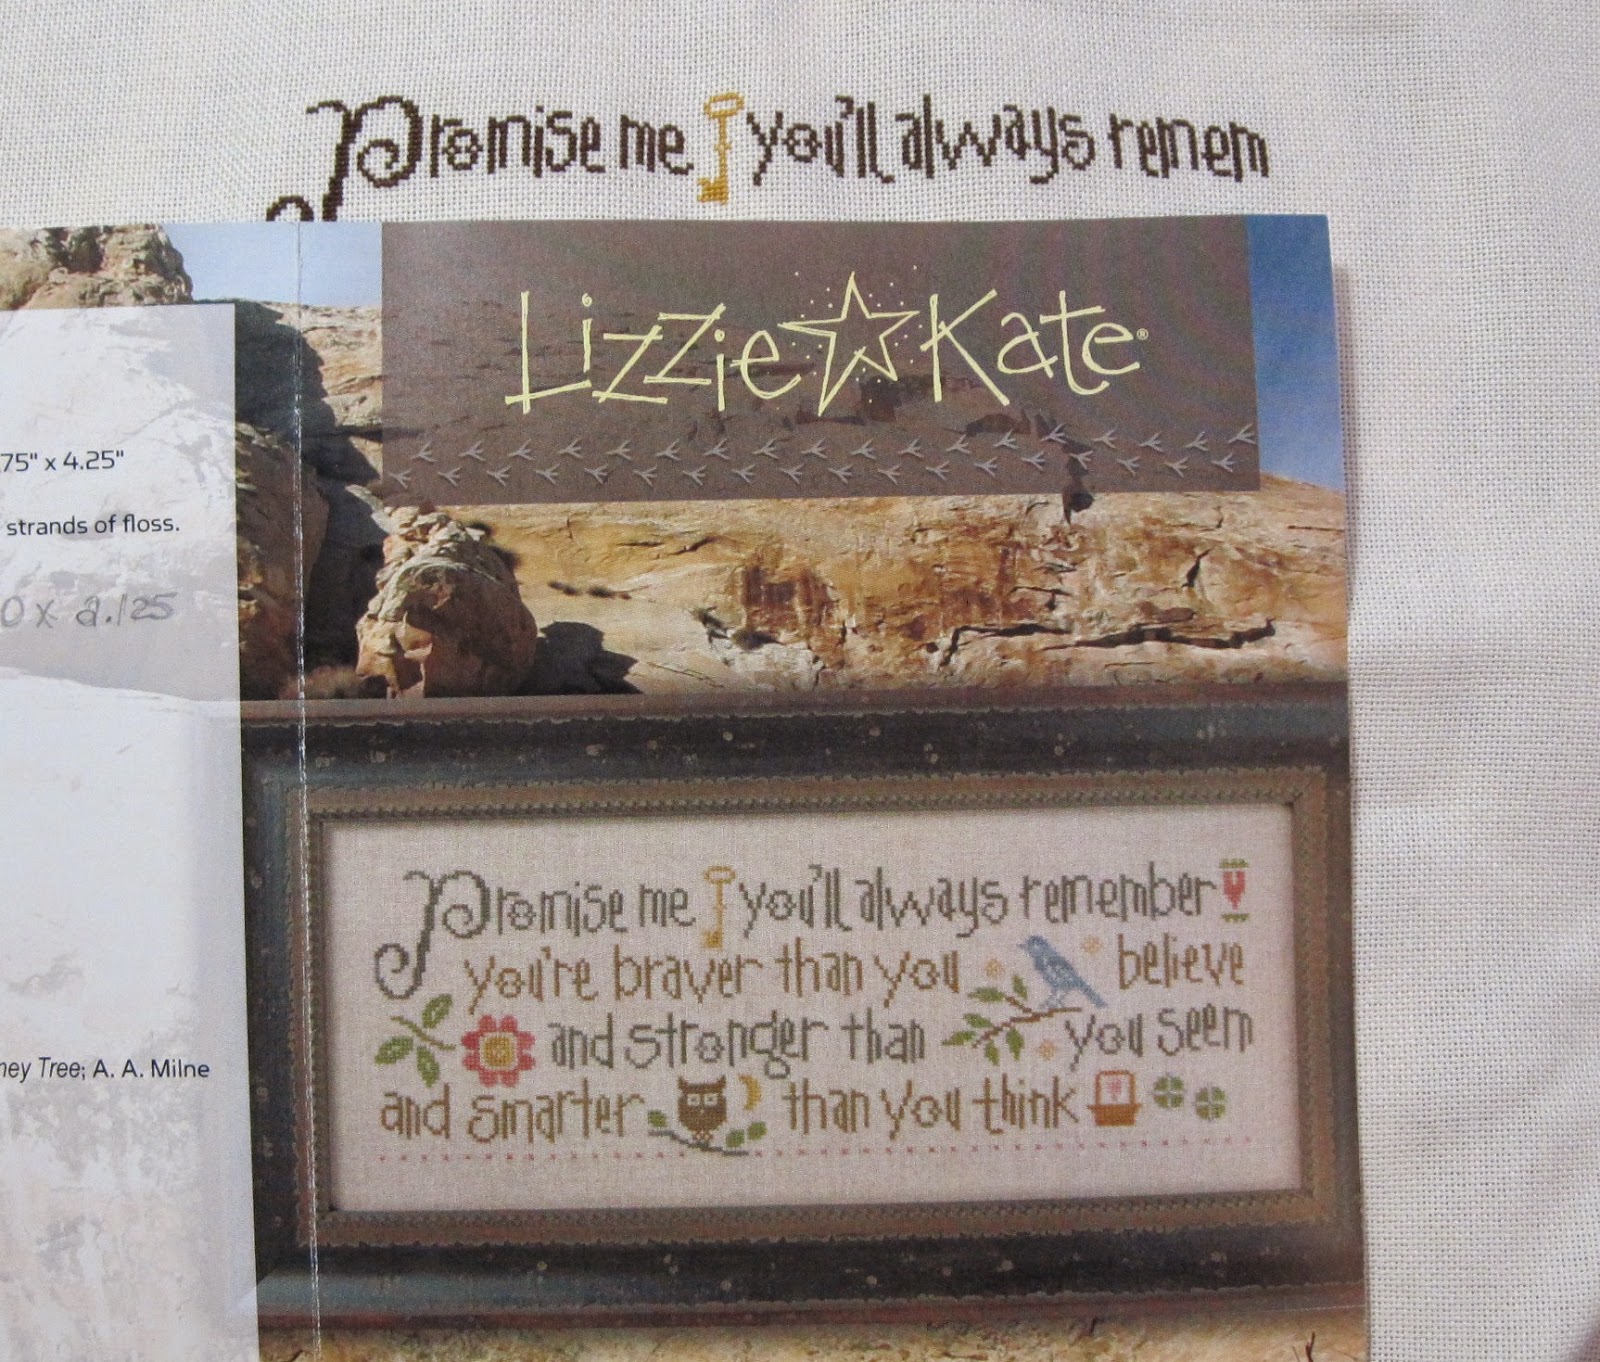 Promise me you'll always remem
Lizzie Kate®
75" x 4.25"
strands of floss.
0 x 2.125
ney Tree; A. A. Milne
Promise me you'll always remember
you're braver than you believe
and stronger than you seem
and smarter than you think